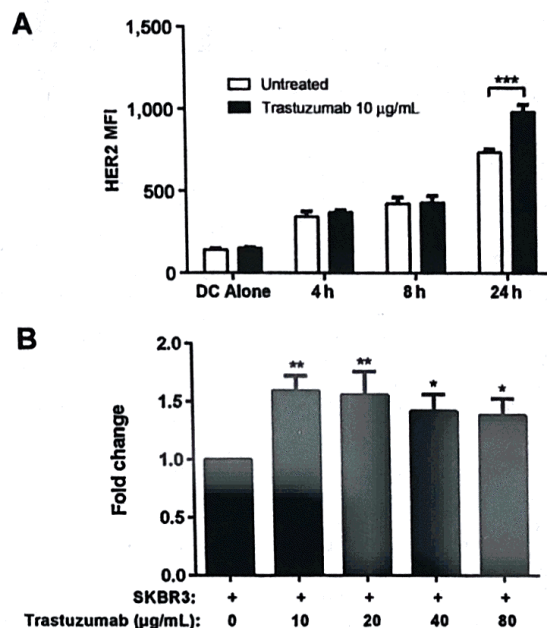 A
1,500
1,000
500
0
HER2 MFI
Untreated
Trastuzumab 10 µg/mL
***
DC Alone 4 h 8 h 24 h
B
2.0
1.5
1.0
0.5
0.0
Fold change
** ** * *
SKBR3: + + + + +
Trastuzumab (µg/mL): 0 10 20 40 80